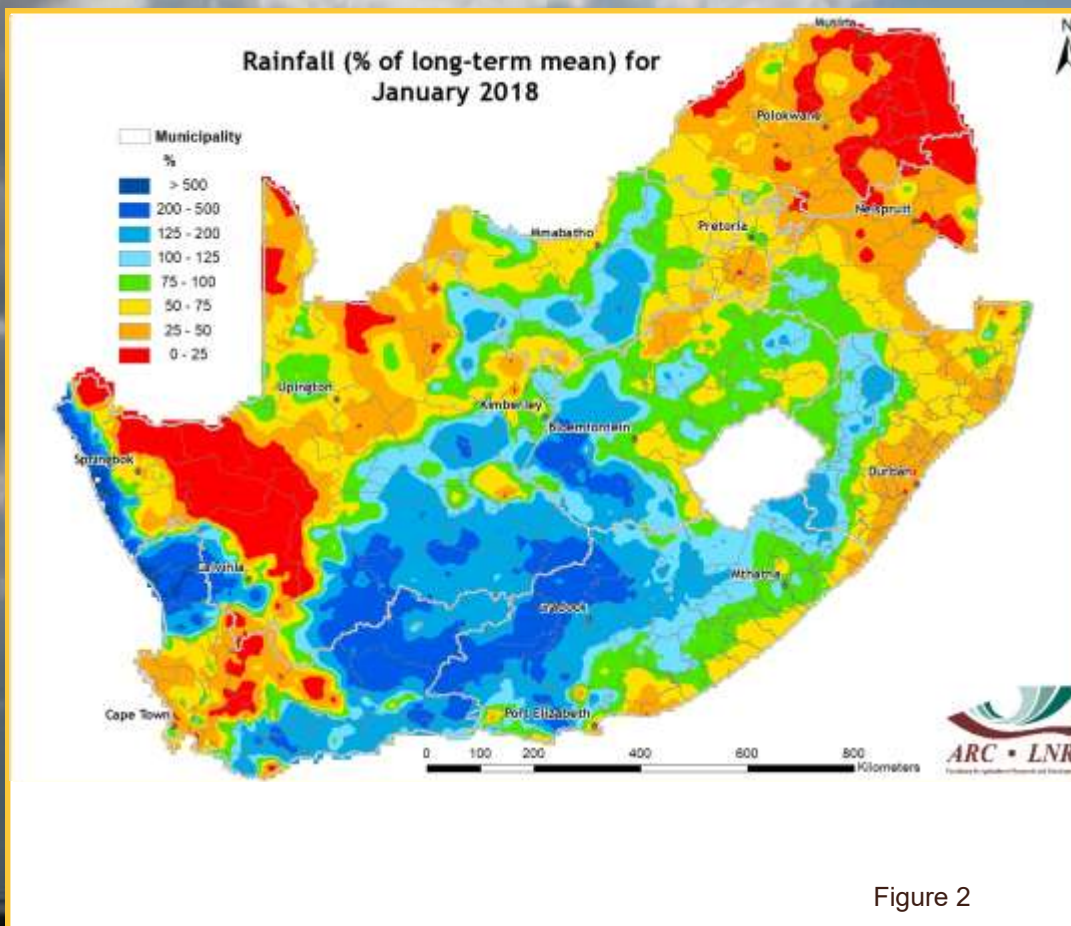 Rainfall (% of long-term mean) for
January 2018
N
Municipality
%
> 500
200 - 500
125 - 200
100 - 125
75 - 100
50 - 75
25 - 50
0 - 25
Musina
Polokwane
Nelspruit
Pretoria
Mmabatho
Upington
Kimberley
Bloemfontein
Springbok
Durban
Calvinia
Mthatha
Cradock
Cape Town
Port Elizabeth
0 100 200 400 600 800
Kilometers
ARC • LNR
Figure 2